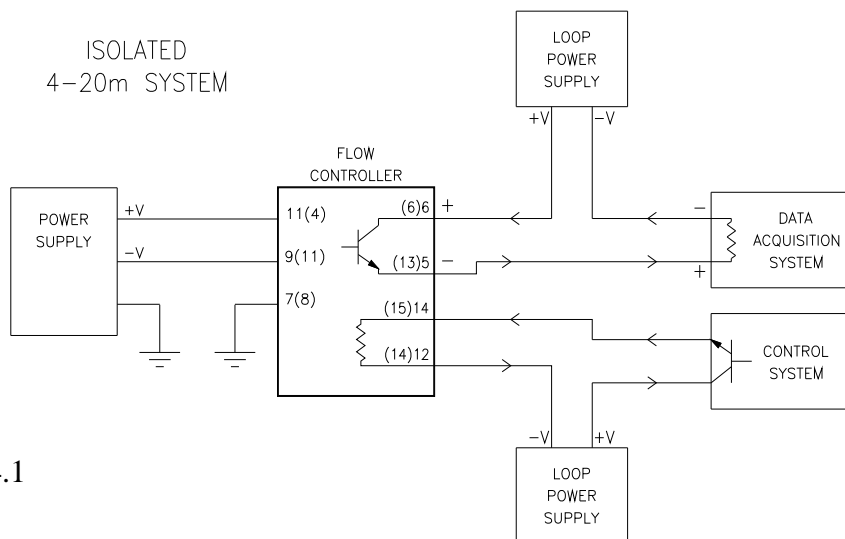 ISOLATED
4-20m SYSTEM
LOOP
POWER
SUPPLY
+V
-V
FLOW
CONTROLLER
POWER
SUPPLY
+V
-V
11(4)
9(11)
7(8)
(6)6
+
(13)5
-
(15)14
(14)12
-
+
DATA
ACQUISITION
SYSTEM
CONTROL
SYSTEM
-V
+V
LOOP
POWER
SUPPLY
.1